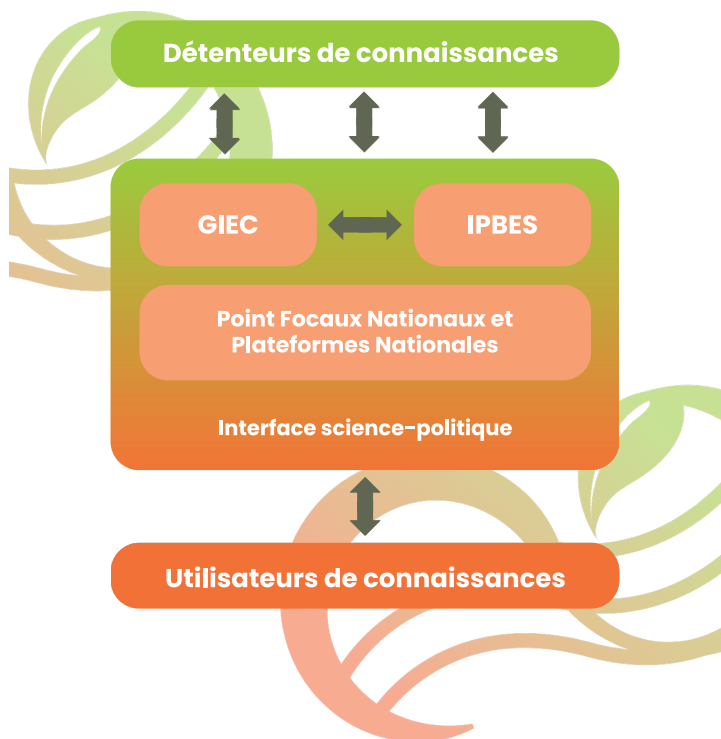 Détenteurs de connaissances
GIEC
IPBES
Point Focaux Nationaux et
Plateformes Nationales
Interface science-politique
Utilisateurs de connaissances